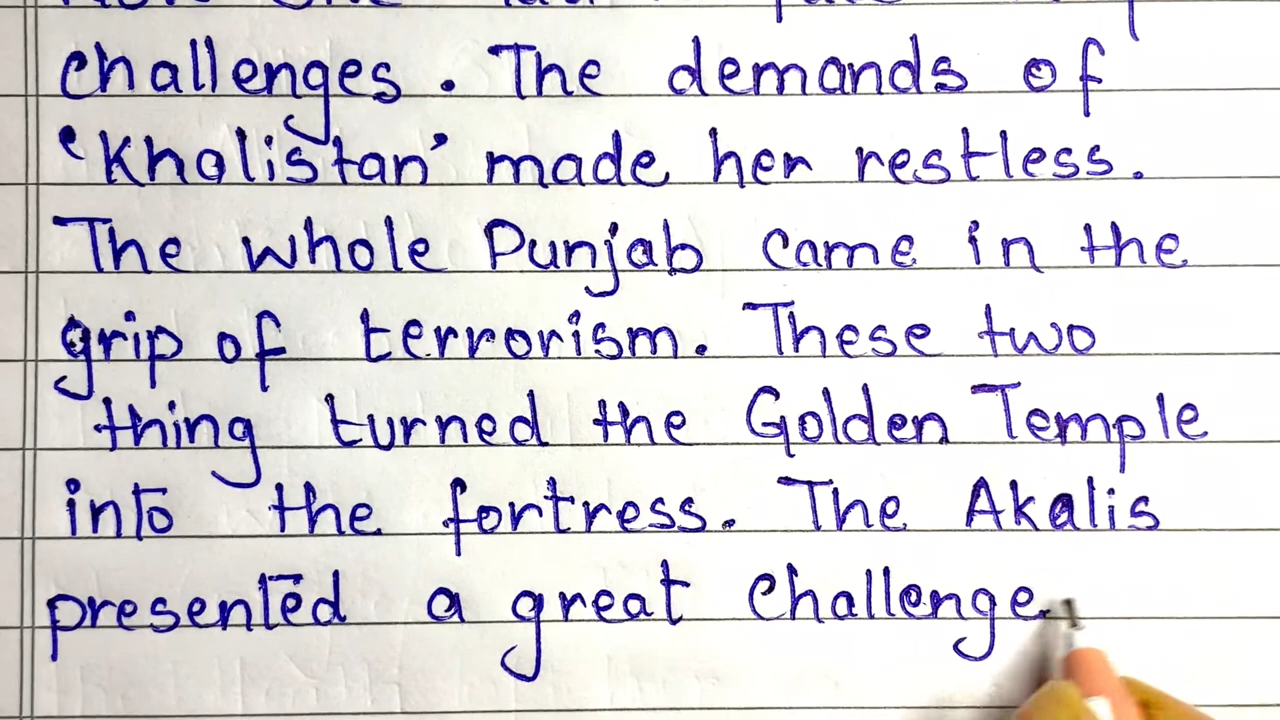 challenges. The demands of
‘Khalistan’ made her restless.
The whole Punjab came in the
grip of terrorism. These two
thing turned the Golden Temple
into the fortress. The Akalis
presented a great challenge.